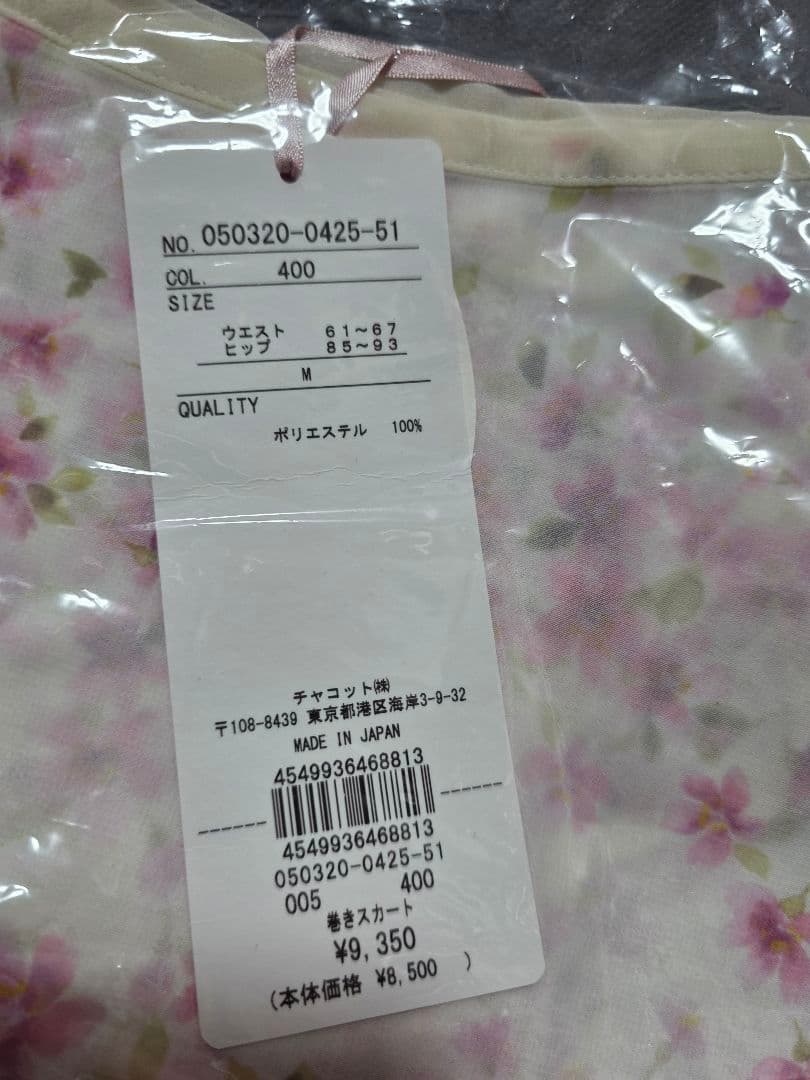 NO. 050320-0425-51
COL. 400
SIZE
ウエスト 61~67
ヒップ 85~93
M
QUALITY
ポリエステル 100%
チャコット㈱
〒108-8439 東京都港区海岸3-9-32
MADE IN JAPAN
4549936468813
4549936468813
050320-0425-51
005 400
巻きスカート
¥9,350
(本体価格 ¥8,500 )